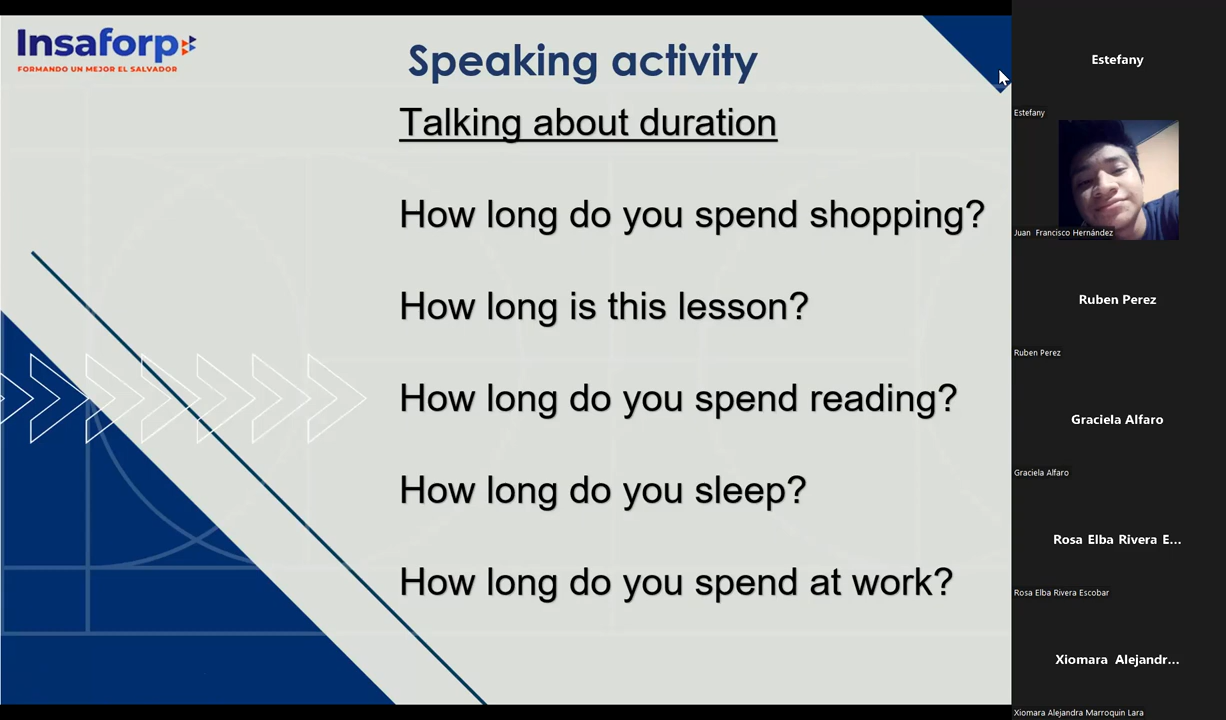 Insaforp
FORMANDO UN MEJOR EL SALVADOR
Speaking activity
Talking about duration
How long do you spend shopping?
How long is this lesson?
How long do you spend reading?
How long do you sleep?
How long do you spend at work?
Estefany
Estefany
Juan Francisco Hernández
Ruben Perez
Ruben Perez
Graciela Alfaro
Graciela Alfaro
Rosa Elba Rivera E...
Rosa Elba Rivera Escobar
Xiomara Alejandr...
Xiomara Alejandra Marroquin Lara